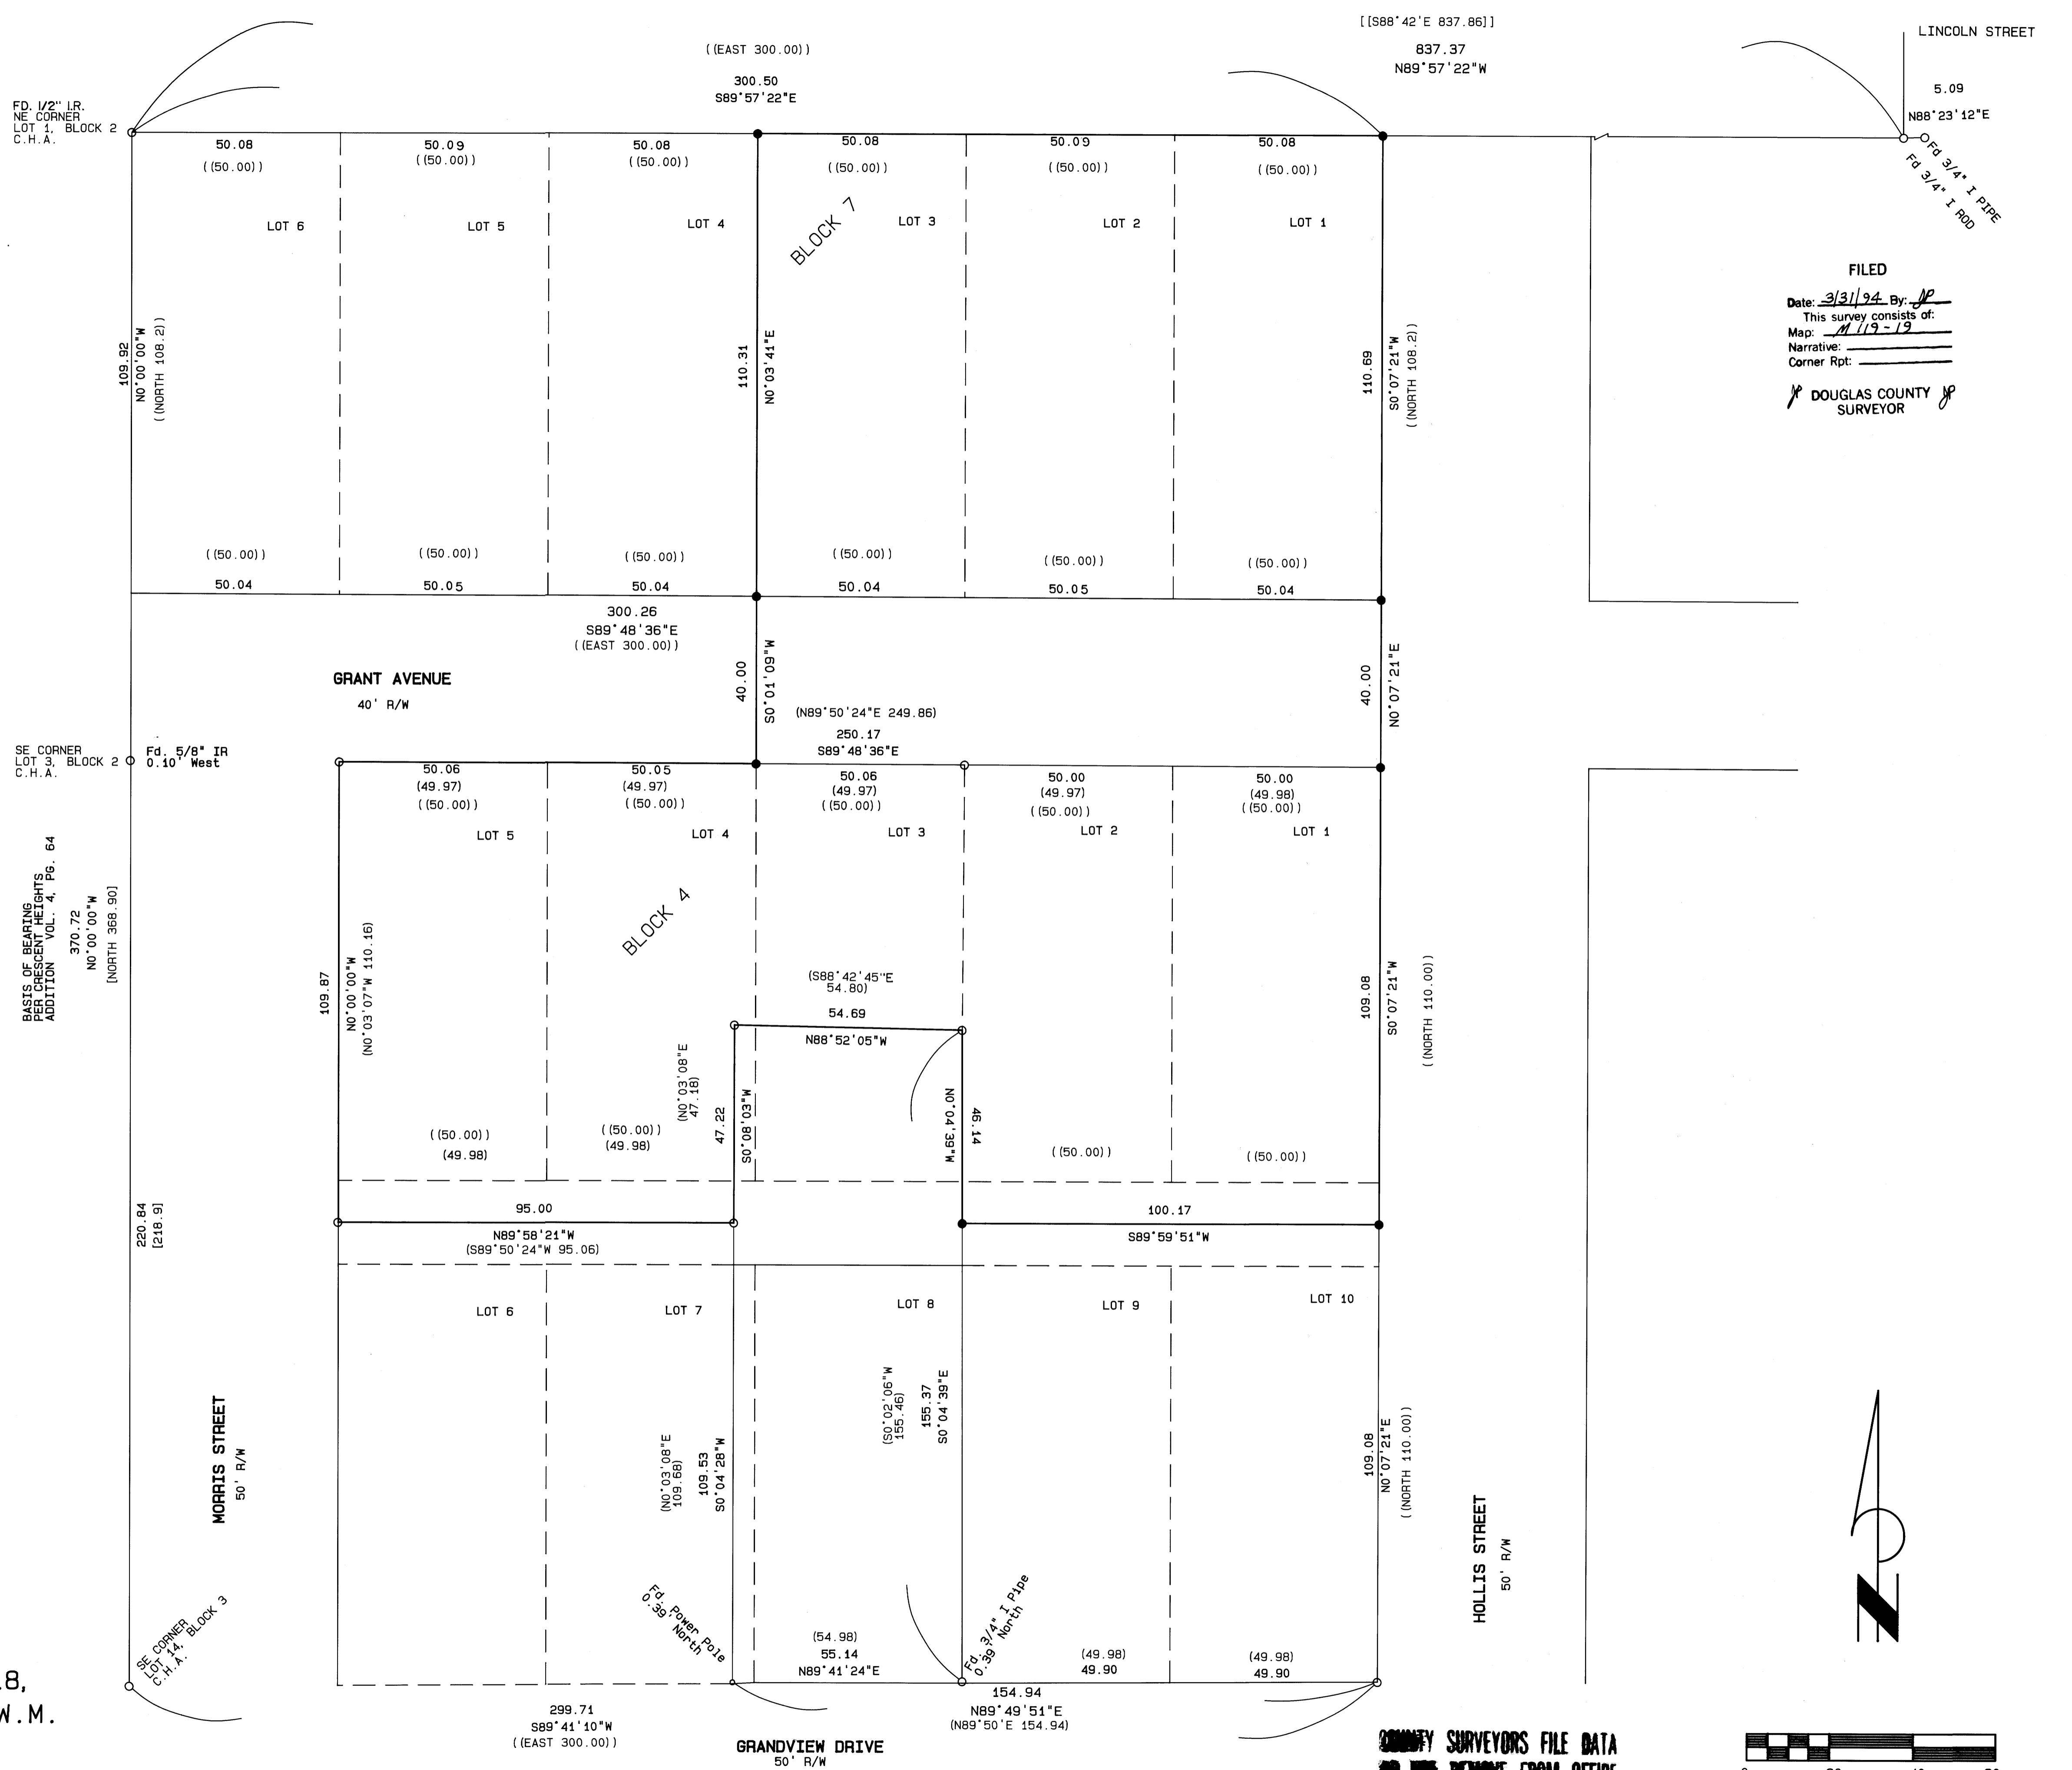 [[S88°42'E 837.86]]
LINCOLN STREET
((EAST 300.00))
837.37
N89°57'22"W
300.50
S89°57'22"E
5.09
N88°23'12"E
FD. 1/2" I.R.
NE CORNER
LOT 1, BLOCK 2
C.H.A.
50.08
50.09
50.08
50.08
50.09
50.08
((50.00))
((50.00))
((50.00))
((50.00))
((50.00))
((50.00))
Fd 3/4" I PIPE
Fd 3/4" I ROD
LOT 6
LOT 5
LOT 4
BLOCK 7
LOT 3
LOT 2
LOT 1
FILED
Date: 3/31/94 By: JP
This survey consists of:
Map: M 119-19
Narrative:
Corner Rpt:
JP DOUGLAS COUNTY JP
SURVEYOR
109.92
N0°00'00"W
((NORTH 108.2))
110.31
N0°03'41"E
110.69
S0°07'21"W
((NORTH 108.2))
((50.00))
((50.00))
((50.00))
((50.00))
((50.00))
((50.00))
50.04
50.05
50.04
50.04
50.05
50.04
300.26
S89°48'36"E
((EAST 300.00))
GRANT AVENUE
40' R/W
40.00
S0°01'09"W
40.00
N0°07'21"E
(N89°50'24"E 249.86)
250.17
S89°48'36"E
SE CORNER
LOT 3, BLOCK 2
C.H.A.
Fd. 5/8" IR
0.10' West
50.06
50.05
50.06
50.00
50.00
(49.97)
(49.97)
(49.97)
(49.97)
(49.98)
((50.00))
((50.00))
((50.00))
((50.00))
((50.00))
LOT 5
LOT 4
LOT 3
LOT 2
LOT 1
BLOCK 4
BASIS OF BEARING
PER CRESCENT HEIGHTS
ADDITION VOL. 4, PG. 64
370.72
N0°00'00"W
[NORTH 368.90]
109.87
N0°00'00"W
(N0°03'07"W 110.16)
(S88°42'45"E
54.80)
54.69
N88°52'05"W
109.08
S0°07'21"W
((NORTH 110.00))
(N0°03'08"E
47.18)
47.22
S0°08'03"W
N0°04'39"W
46.14
((50.00))
(49.98)
((50.00))
(49.98)
((50.00))
((50.00))
220.84
[218.9]
95.00
N89°58'21"W
(S89°50'24"W 95.06)
100.17
S89°59'51"W
LOT 6
LOT 7
LOT 8
LOT 9
LOT 10
MORRIS STREET
50' R/W
(N0°03'08"E
109.68)
109.53
S0°04'28"W
(S0°02'06"W
155.46)
155.37
S0°04'39"E
109.08
N0°07'21"E
((NORTH 110.00))
HOLLIS STREET
50' R/W
N
SE CORNER
LOT 14, BLOCK 3
C.H.A.
Fd. Power Pole
0.39' North
Fd. 3/4" I Pipe
0.39' North
(54.98)
55.14
N89°41'24"E
(49.98)
49.90
(49.98)
49.90
154.94
N89°49'51"E
(N89°50'E 154.94)
299.71
S89°41'10"W
((EAST 300.00))
GRANDVIEW DRIVE
50' R/W
8,
W.M.
COUNTY SURVEYORS FILE DATA
REMOVE FROM OFFICE